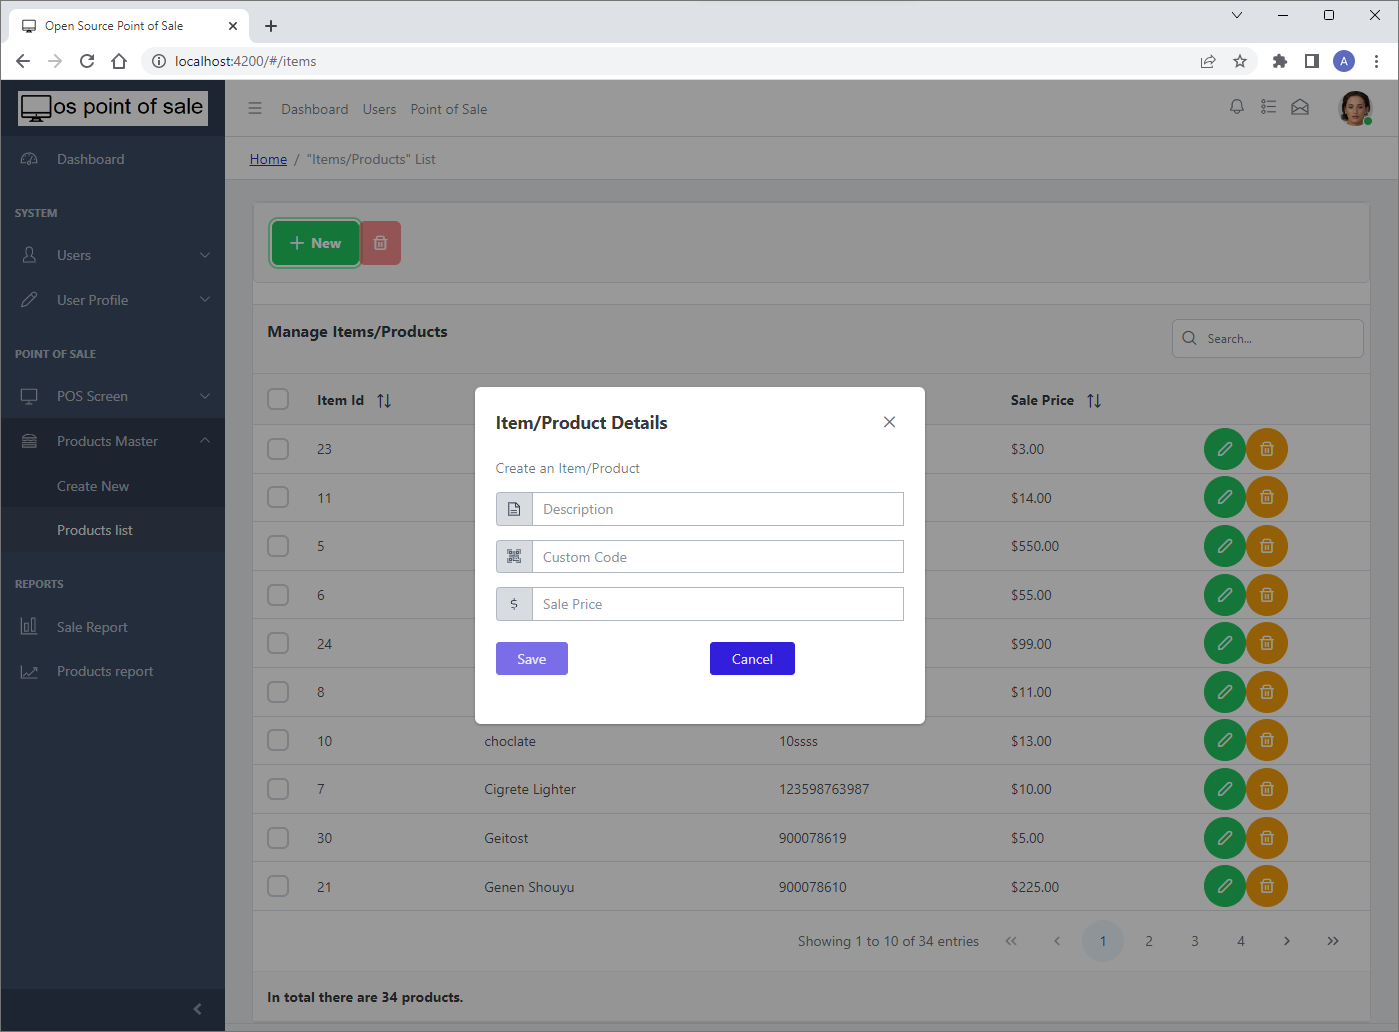 Open Source Point of Sale
localhost:4200/#/items
A
os point of sale
Dashboard Users Point of Sale
Home / "Items/Products" List
Dashboard
SYSTEM
Users
User Profile
POINT OF SALE
POS Screen
Products Master
Create New
Products list
REPORTS
Sale Report
Products report
New
Manage Items/Products
Search...
Item Id Sale Price
23 $3.00
11 $14.00
5 $550.00
6 $55.00
24 $99.00
8 $11.00
10 choclate 10ssss $13.00
7 Cigrete Lighter 123598763987 $10.00
30 Geitost 900078619 $5.00
21 Genen Shouyu 900078610 $225.00
Showing 1 to 10 of 34 entries 1 2 3 4
In total there are 34 products.
Item/Product Details
Create an Item/Product
Description
Custom Code
$ Sale Price
Save Cancel